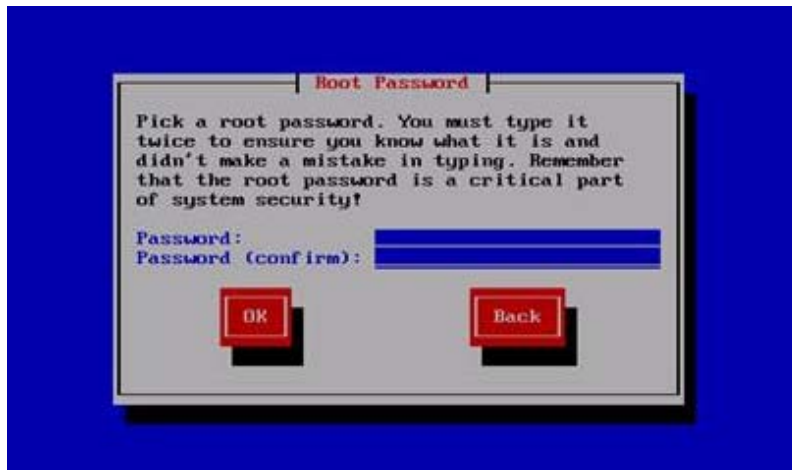 Root Password
Pick a root password. You must type it
twice to ensure you know what it is and
didn't make a mistake in typing. Remember
that the root password is a critical part
of system security!
Password:
Password (confirm):
OK Back